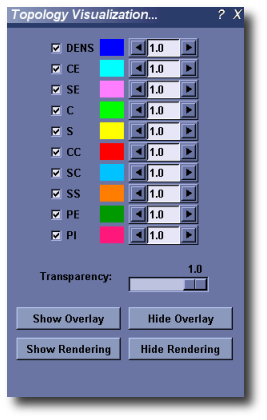 Topology Visualization... ? X
DENS 1.0
CE 1.0
SE 1.0
C 1.0
S 1.0
CC 1.0
SC 1.0
SS 1.0
PE 1.0
PI 1.0
1.0
Transparency:
Show Overlay Hide Overlay
Show Rendering Hide Rendering